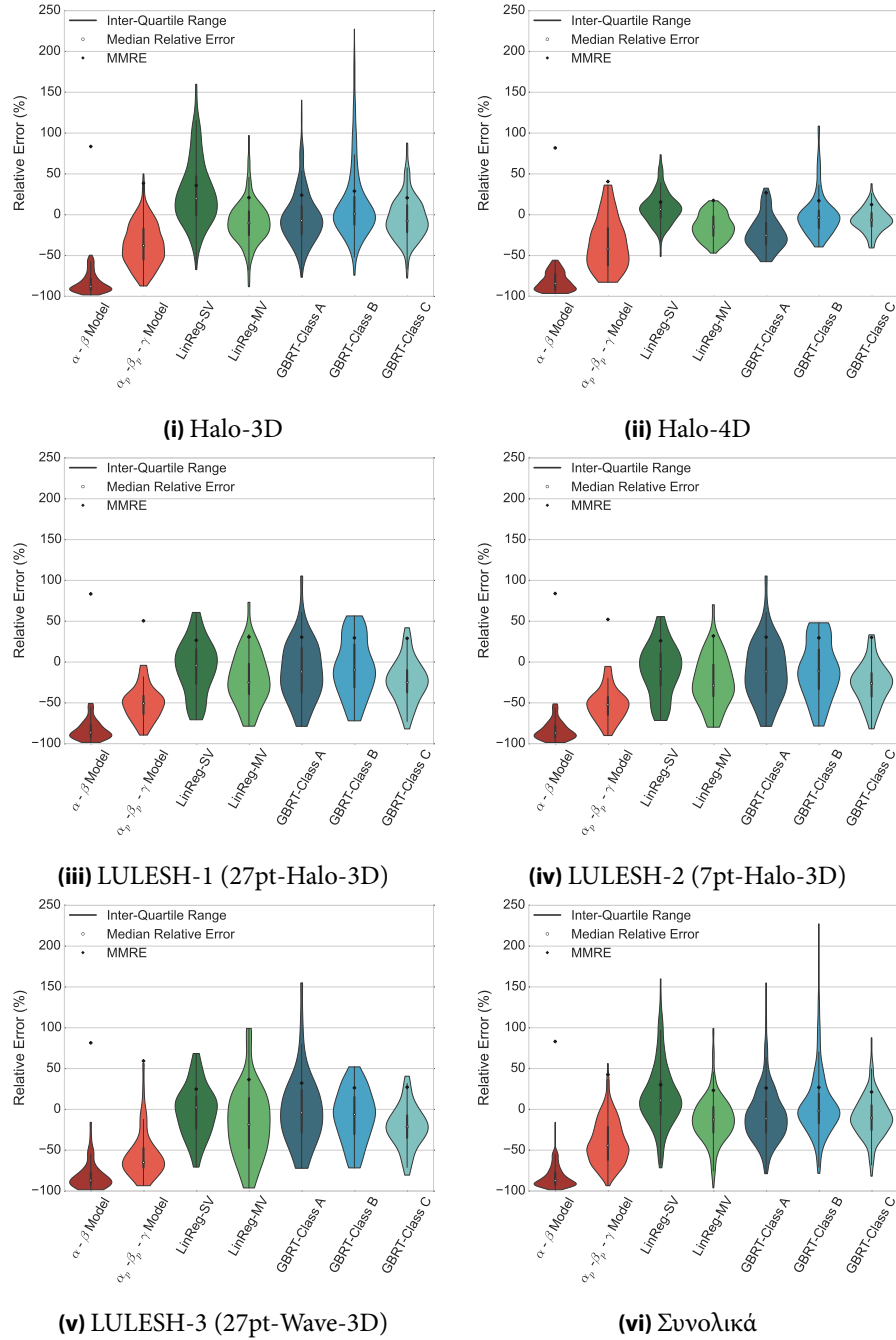 250
200
150
100
50
0
−50
−100
Relative Error (%)
Inter-Quartile Range
Median Relative Error
MMRE
α - β Model
αp -βp - γ Model
LinReg-SV
LinReg-MV
GBRT-Class A
GBRT-Class B
GBRT-Class C
(i) Halo-3D
250
200
150
100
50
0
−50
−100
Relative Error (%)
Inter-Quartile Range
Median Relative Error
MMRE
α - β Model
αp -βp - γ Model
LinReg-SV
LinReg-MV
GBRT-Class A
GBRT-Class B
GBRT-Class C
(ii) Halo-4D
250
200
150
100
50
0
−50
−100
Relative Error (%)
Inter-Quartile Range
Median Relative Error
MMRE
α - β Model
αp -βp - γ Model
LinReg-SV
LinReg-MV
GBRT-Class A
GBRT-Class B
GBRT-Class C
(iii) LULESH-1 (27pt-Halo-3D)
250
200
150
100
50
0
−50
−100
Relative Error (%)
Inter-Quartile Range
Median Relative Error
MMRE
α - β Model
αp -βp - γ Model
LinReg-SV
LinReg-MV
GBRT-Class A
GBRT-Class B
GBRT-Class C
(iv) LULESH-2 (7pt-Halo-3D)
250
200
150
100
50
0
−50
−100
Relative Error (%)
Inter-Quartile Range
Median Relative Error
MMRE
α - β Model
αp -βp - γ Model
LinReg-SV
LinReg-MV
GBRT-Class A
GBRT-Class B
GBRT-Class C
(v) LULESH-3 (27pt-Wave-3D)
250
200
150
100
50
0
−50
−100
Relative Error (%)
Inter-Quartile Range
Median Relative Error
MMRE
α - β Model
αp -βp - γ Model
LinReg-SV
LinReg-MV
GBRT-Class A
GBRT-Class B
GBRT-Class C
(vi) Συνολικά